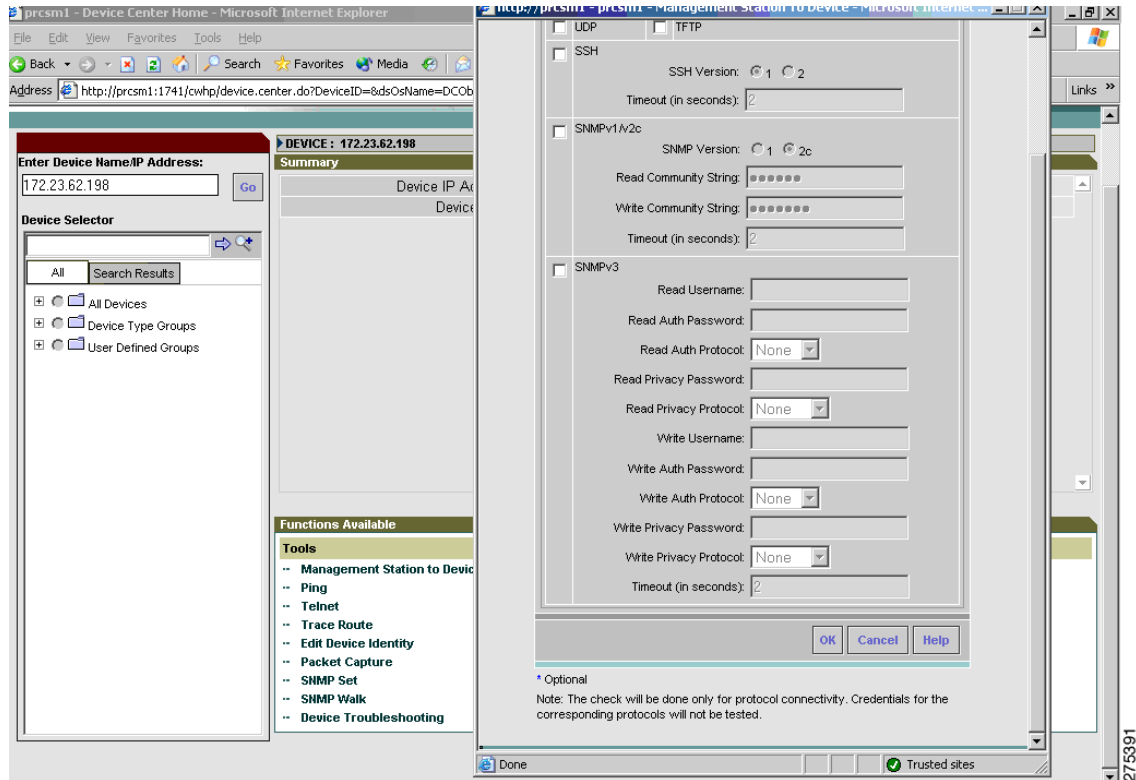 prcsm1 - Device Center Home - Microsoft Internet Explorer
File Edit View Favorites Tools Help
Back Search Favorites Media
Address http://prcsm1:1741/cwhp/device.center.do?DeviceID=&dsOsName=DCOb
Links »
Enter Device Name/IP Address:
172.23.62.198 Go
Device Selector
All Search Results
All Devices
Device Type Groups
User Defined Groups
DEVICE : 172.23.62.198
Summary
Device IP
Device
Functions Available
Tools
Management Station to
Ping
Telnet
Trace Route
Edit Device Identity
Packet Capture
SNMP Set
SNMP Walk
Device Troubleshooting
http://prcsm1 - prcsm1 - Management Station to Device - Microsoft Internet ...
UDP TFTP
SSH
SSH Version: 1 2
Timeout (in seconds): 2
SNMPv1/v2c
SNMP Version: 1 2c
Read Community String:
Write Community String:
Timeout (in seconds): 2
SNMPv3
Read Username:
Read Auth Password:
Read Auth Protocol: None
Read Privacy Password:
Read Privacy Protocol: None
Write Username:
Write Auth Password:
Write Auth Protocol: None
Write Privacy Password:
Write Privacy Protocol: None
Timeout (in seconds): 2
OK Cancel Help
* Optional
Note: The check will be done only for protocol connectivity. Credentials for the
corresponding protocols will not be tested.
Done Trusted sites
275391